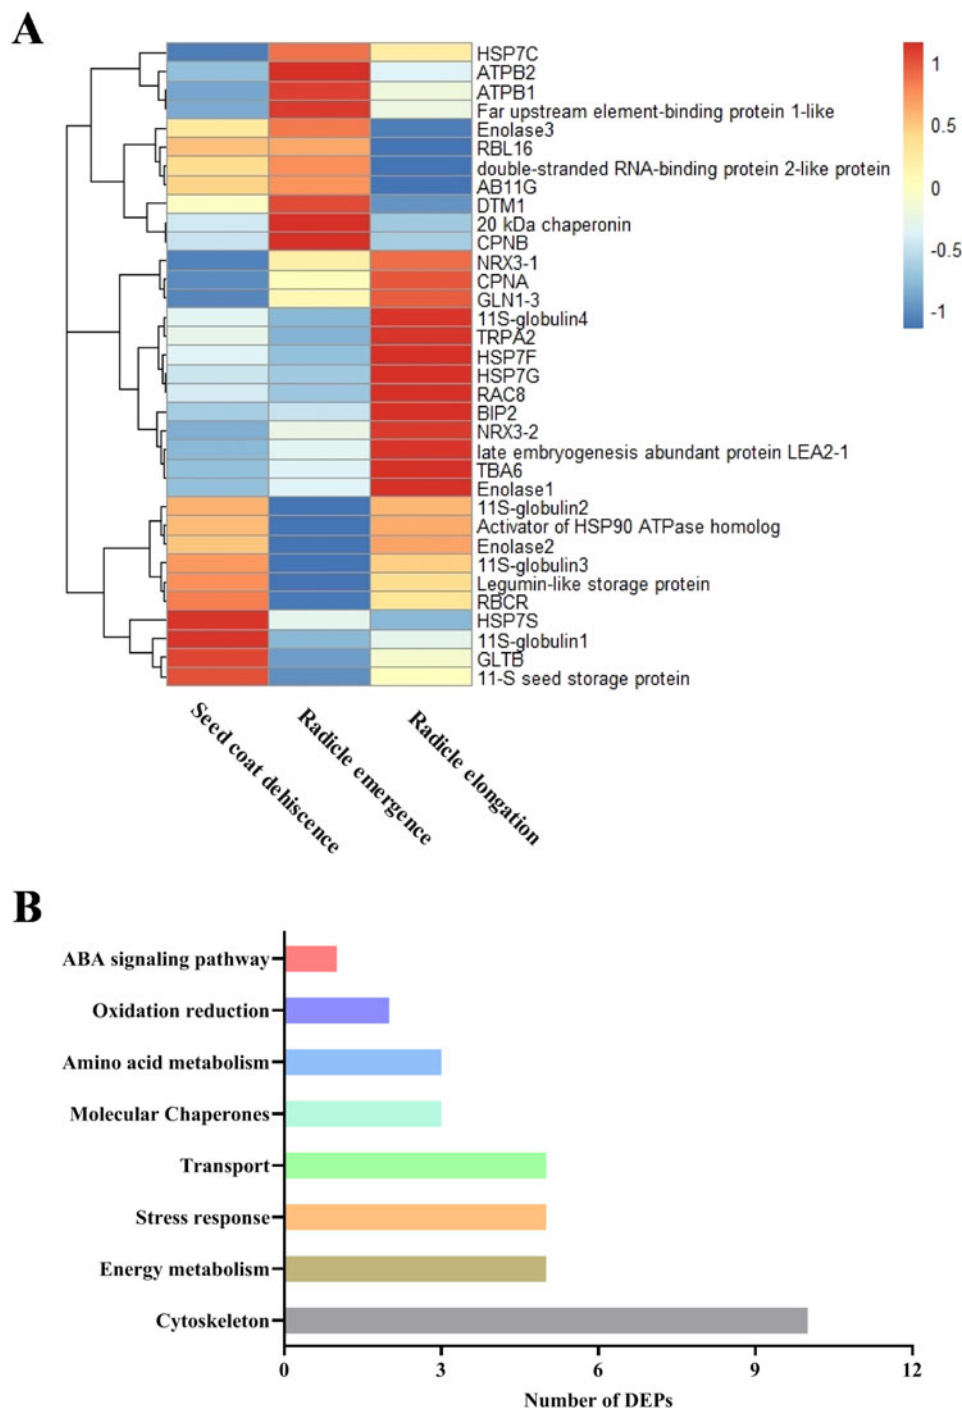 A
HSP7C
ATPB2
ATPB1
Far upstream element-binding protein 1-like
Enolase3
RBL16
double-stranded RNA-binding protein 2-like protein
AB11G
DTM1
20 kDa chaperonin
CPNB
NRX3-1
CPNA
GLN1-3
11S-globulin4
TRPA2
HSP7F
HSP7G
RAC8
BIP2
NRX3-2
late embryogenesis abundant protein LEA2-1
TBA6
Enolase1
11S-globulin2
Activator of HSP90 ATPase homolog
Enolase2
11S-globulin3
Legumin-like storage protein
RBCR
HSP7S
11S-globulin1
GLTB
11-S seed storage protein
1
0.5
0
-0.5
-1
Seed coat dehiscence
Radicle emergence
Radicle elongation
B
ABA signaling pathway
Oxidation reduction
Amino acid metabolism
Molecular Chaperones
Transport
Stress response
Energy metabolism
Cytoskeleton
0 3 6 9 12
Number of DEPs